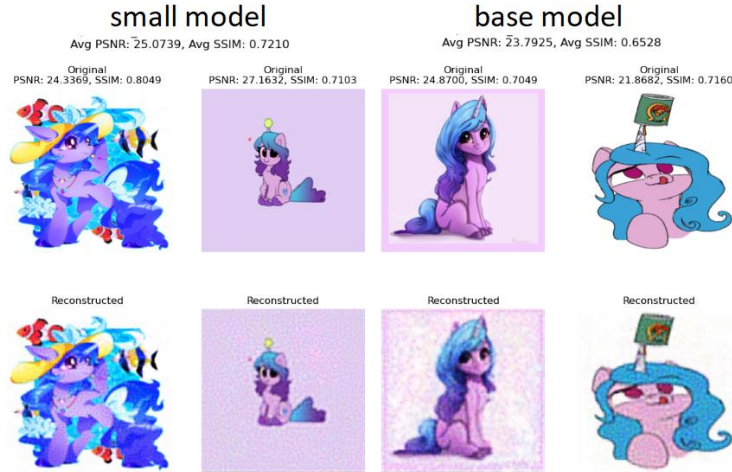 small model
Avg PSNR: 25.0739, Avg SSIM: 0.7210
base model
Avg PSNR: 23.7925, Avg SSIM: 0.6528
Original
PSNR: 24.3369, SSIM: 0.8049
Original
PSNR: 27.1632, SSIM: 0.7103
Original
PSNR: 24.8700, SSIM: 0.7049
Original
PSNR: 21.8682, SSIM: 0.7160
Reconstructed
Reconstructed
Reconstructed
Reconstructed